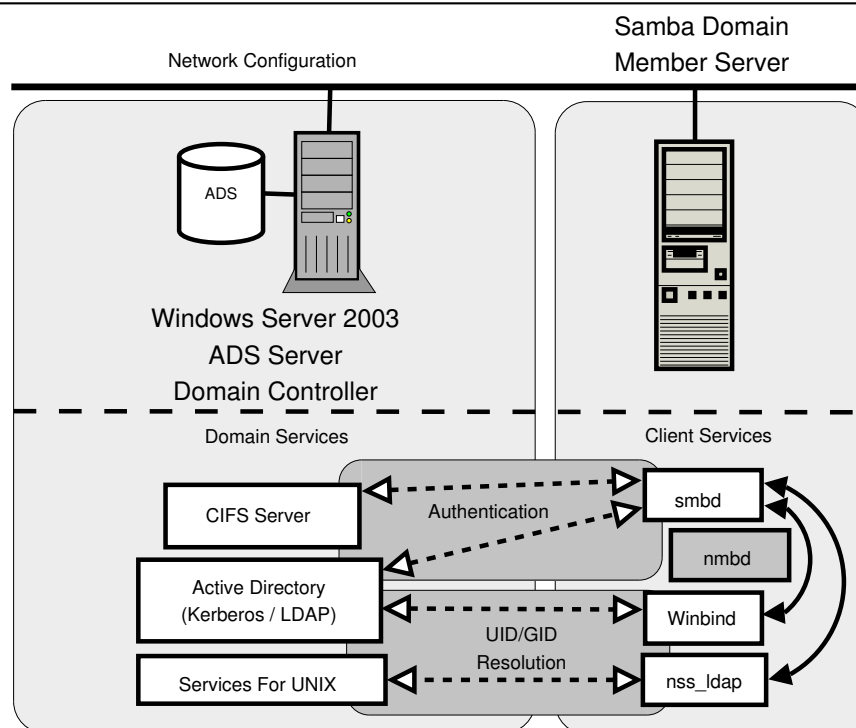 Samba Domain
Member Server
Network Configuration
ADS
Windows Server 2003
ADS Server
Domain Controller
Domain Services
Client Services
CIFS Server
Authentication
smbd
nmbd
Active Directory
(Kerberos / LDAP)
UID/GID
Resolution
Winbind
Services For UNIX
nss_ldap